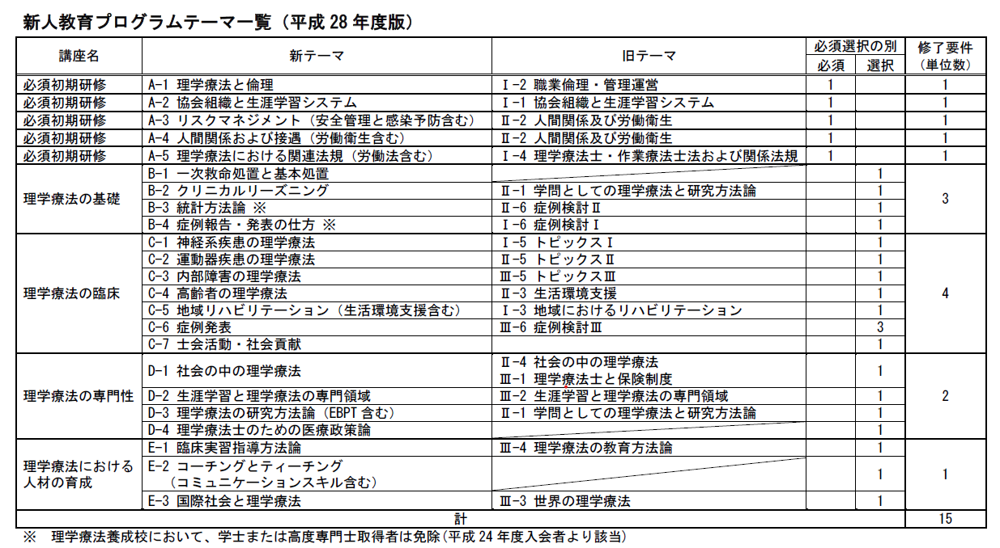 新人教育プログラムテーマ一覧（平成 28 年度版）
講座名 新テーマ 旧テーマ 必須選択の別 修了要件
必須 選択 （単位数）
必須初期研修 A-1 理学療法と倫理 Ⅰ-2 職業倫理・管理運営 1 1
必須初期研修 A-2 協会組織と生涯学習システム Ⅰ-1 協会組織と生涯学習システム 1 1
必須初期研修 A-3 リスクマネジメント（安全管理と感染予防含む） Ⅱ-2 人間関係及び労働衛生 1 1
必須初期研修 A-4 人間関係および接遇（労働衛生含む） Ⅱ-2 人間関係及び労働衛生 1 1
必須初期研修 A-5 理学療法における関連法規（労働法含む） Ⅰ-4 理学療法士・作業療法士法および関係法規 1 1
理学療法の基礎 B-1 一次救命処置と基本処置 1 3
B-2 クリニカルリーズニング Ⅱ-1 学問としての理学療法と研究方法論 1
B-3 統計方法論 ※ Ⅱ-6 症例検討Ⅱ 1
B-4 症例報告・発表の仕方 ※ Ⅰ-6 症例検討Ⅰ 1
理学療法の臨床 C-1 神経系疾患の理学療法 Ⅰ-5 トピックスⅠ 1 4
C-2 運動器疾患の理学療法 Ⅱ-5 トピックスⅡ 1
C-3 内部障害の理学療法 Ⅲ-5 トピックスⅢ 1
C-4 高齢者の理学療法 Ⅱ-3 生活環境支援 1
C-5 地域リハビリテーション（生活環境支援含む） Ⅰ-3 地域におけるリハビリテーション 1
C-6 症例発表 Ⅲ-6 症例検討Ⅲ 3
C-7 士会活動・社会貢献 1
理学療法の専門性 D-1 社会の中の理学療法 Ⅱ-4 社会の中の理学療法 1 2
Ⅲ-1 理学療法士と保険制度
D-2 生涯学習と理学療法の専門領域 Ⅲ-2 生涯学習と理学療法の専門領域 1
D-3 理学療法の研究方法論（EBPT 含む） Ⅱ-1 学問としての理学療法と研究方法論 1
D-4 理学療法士のための医療政策論 1
理学療法における E-1 臨床実習指導方法論 Ⅲ-4 理学療法の教育方法論 1 1
人材の育成 E-2 コーチングとティーチング 1
（コミュニケーションスキル含む）
E-3 国際社会と理学療法 Ⅲ-3 世界の理学療法 1
計 15
※ 理学療法養成校において、学士または高度専門士取得者は免除(平成 24 年度入会者より該当)